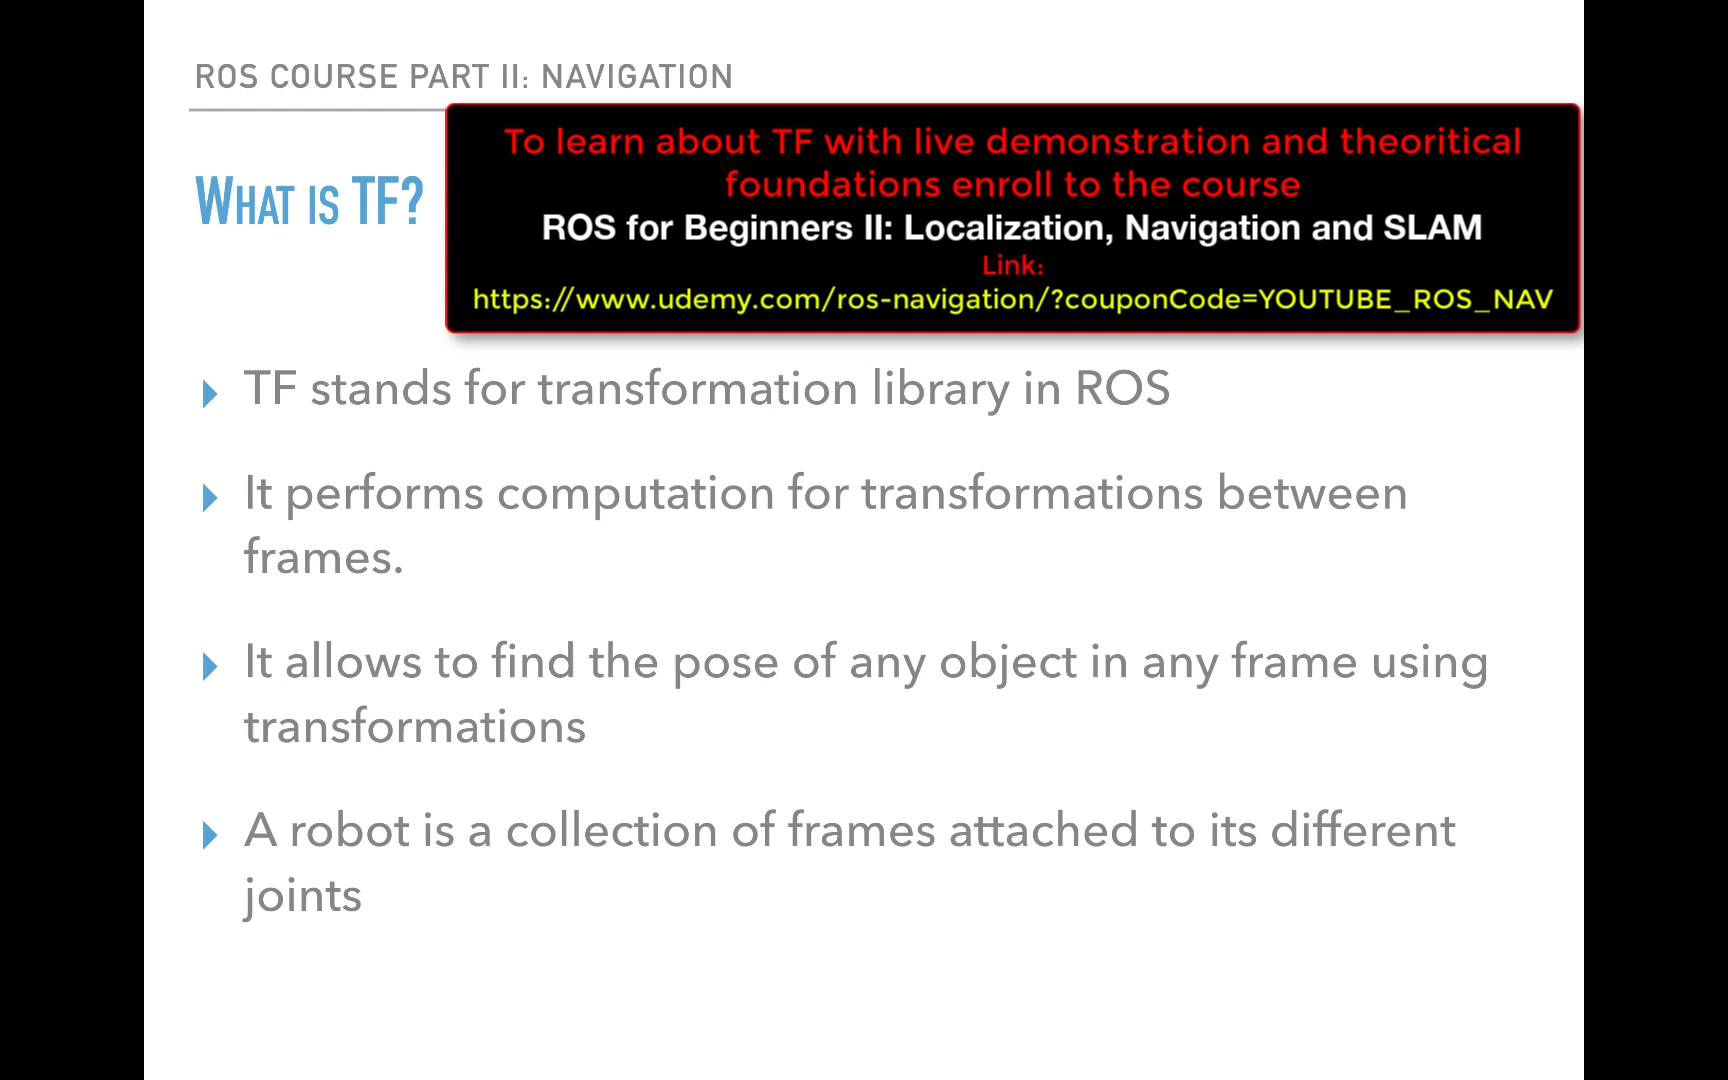 ROS COURSE PART II: NAVIGATION
WHAT IS TF?
To learn about TF with live demonstration and theoritical
foundations enroll to the course
ROS for Beginners II: Localization, Navigation and SLAM
Link:
https://www.udemy.com/ros-navigation/?couponCode=YOUTUBE_ROS_NAV
TF stands for transformation library in ROS
It performs computation for transformations between
frames.
It allows to find the pose of any object in any frame using
transformations
A robot is a collection of frames attached to its different
joints